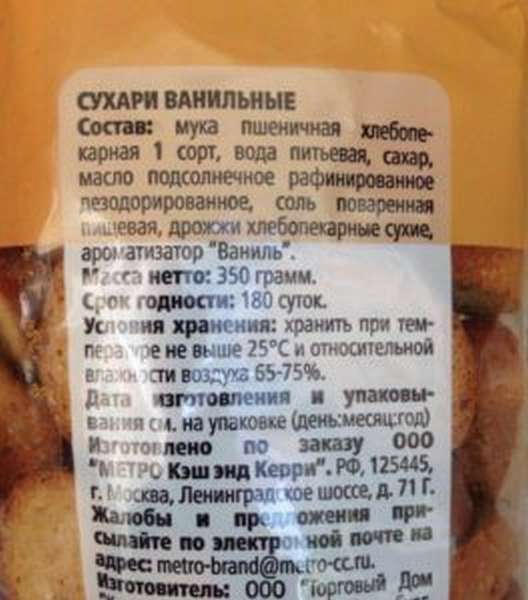 СУХАРИ ВАНИЛЬНЫЕ
Состав: мука пшеничная хлебопе-
карная 1 сорт, вода питьевая, сахар,
масло подсолнечное рафинированное
дезодорированное, соль поваренная
пищевая, дрожжи хлебопекарные сухие,
ароматизатор "Ваниль".
Масса нетто: 350 грамм.
Срок годности: 180 суток.
Условия хранения: хранить при тем-
пературе не выше 25°С и относительной
влажности воздуха 65-75%.
Дата изготовления и упаковы-
вания см. на упаковке (день:месяц:год)
Изготовлено по заказу ООО
"МЕТРО Кэш энд Керри". РФ, 125445,
г. Москва, Ленинградское шоссе, д. 71 Г.
Жалобы и предложения при-
сылайте по электронной почте на
адрес: metro-brand@metro-cc.ru.
Изготовитель: ООО "Торговый Дом